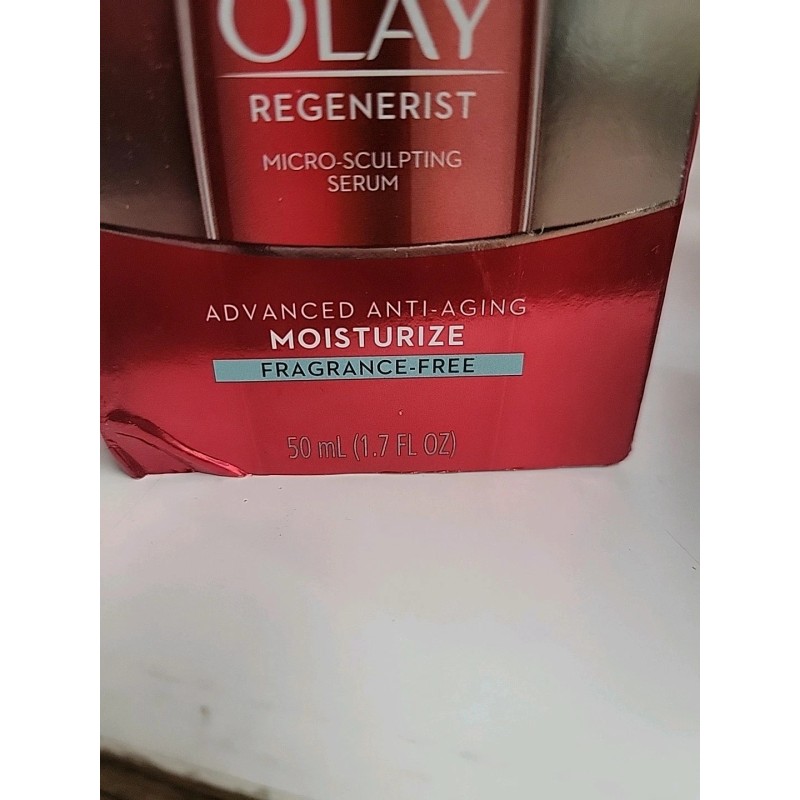 OLAY
REGENERIST
MICRO-SCULPTING
SERUM
ADVANCED ANTI-AGING
MOISTURIZE
FRAGRANCE-FREE
50 mL (1.7 FL OZ)